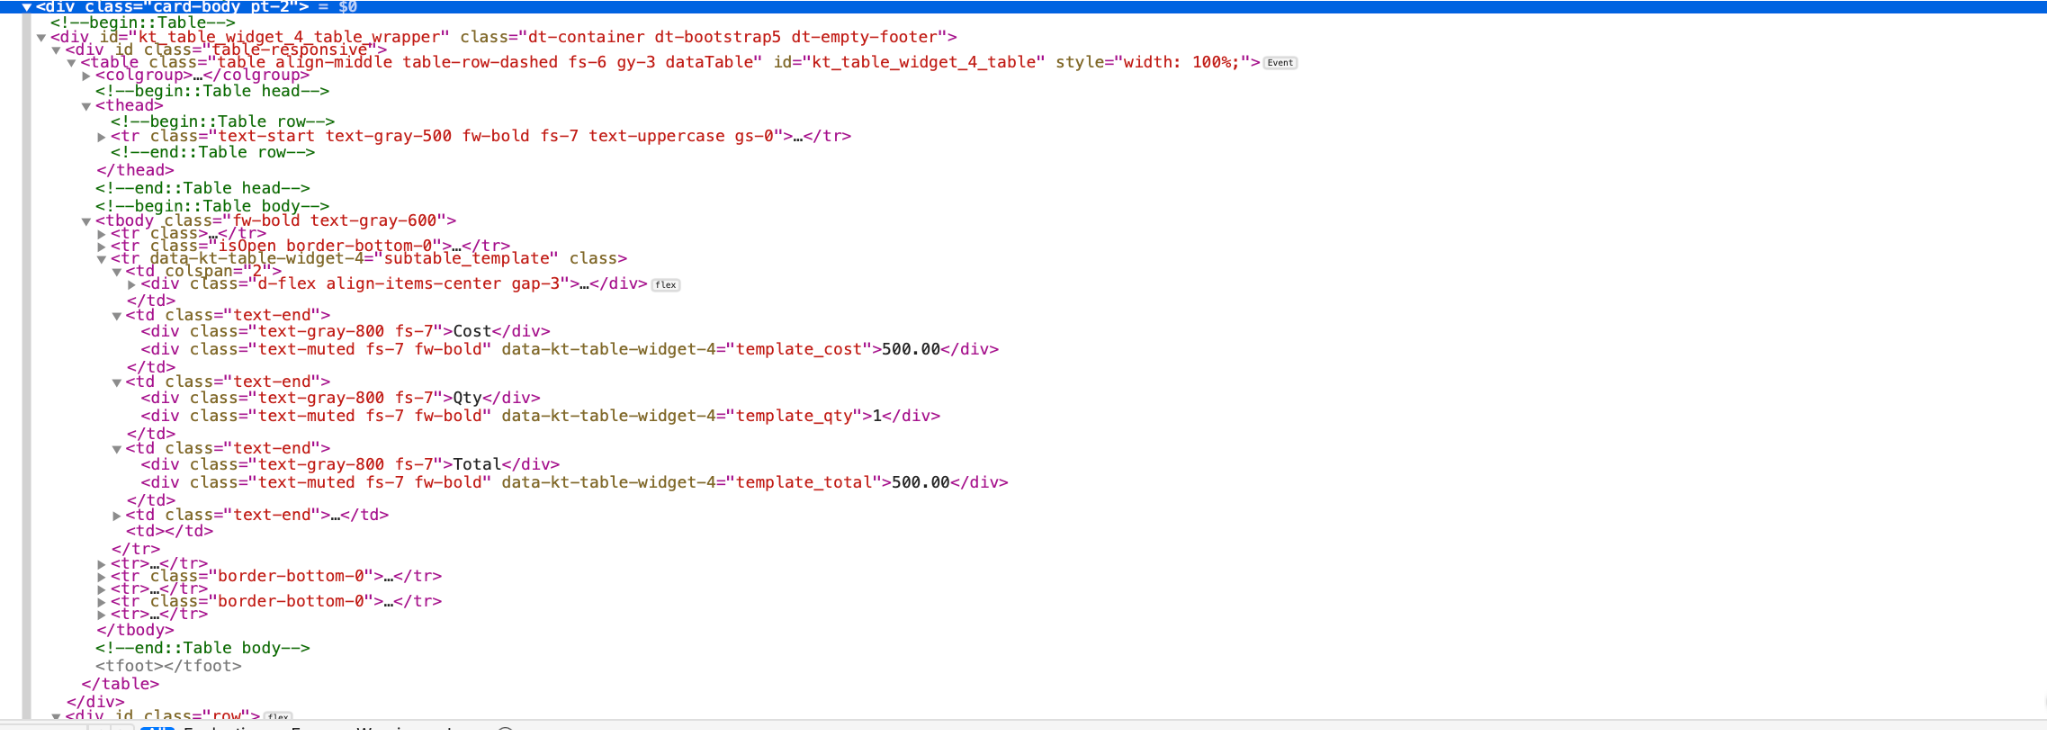 ▼<div class="card-body pt-2"> = $0
<!--begin::Table-->
▼<div id="kt_table_widget_4_table_wrapper" class="dt-container dt-bootstrap5 dt-empty-footer">
▼<div id class="table-responsive">
▼<table class="table align-middle table-row-dashed fs-6 gy-3 dataTable" id="kt_table_widget_4_table" style="width: 100%;"> Event
▶<colgroup>…</colgroup>
<!--begin::Table head-->
▼<thead>
<!--begin::Table row-->
▶<tr class="text-start text-gray-500 fw-bold fs-7 text-uppercase gs-0">…</tr>
<!--end::Table row-->
</thead>
<!--end::Table head-->
<!--begin::Table body-->
▼<tbody class="fw-bold text-gray-600">
▶<tr class>…</tr>
▶<tr class="isOpen border-bottom-0">…</tr>
▼<tr data-kt-table-widget-4="subtable_template" class>
▼<td colspan="2">
▶<div class="d-flex align-items-center gap-3">…</div> flex
</td>
▼<td class="text-end">
<div class="text-gray-800 fs-7">Cost</div>
<div class="text-muted fs-7 fw-bold" data-kt-table-widget-4="template_cost">500.00</div>
</td>
▼<td class="text-end">
<div class="text-gray-800 fs-7">Qty</div>
<div class="text-muted fs-7 fw-bold" data-kt-table-widget-4="template_qty">1</div>
</td>
▼<td class="text-end">
<div class="text-gray-800 fs-7">Total</div>
<div class="text-muted fs-7 fw-bold" data-kt-table-widget-4="template_total">500.00</div>
</td>
▶<td class="text-end">…</td>
<td></td>
</tr>
▶<tr>…</tr>
▶<tr class="border-bottom-0">…</tr>
▶<tr>…</tr>
▶<tr class="border-bottom-0">…</tr>
▶<tr>…</tr>
</tbody>
<!--end::Table body-->
<tfoot></tfoot>
</table>
</div>
▼<div id class="row"> flex